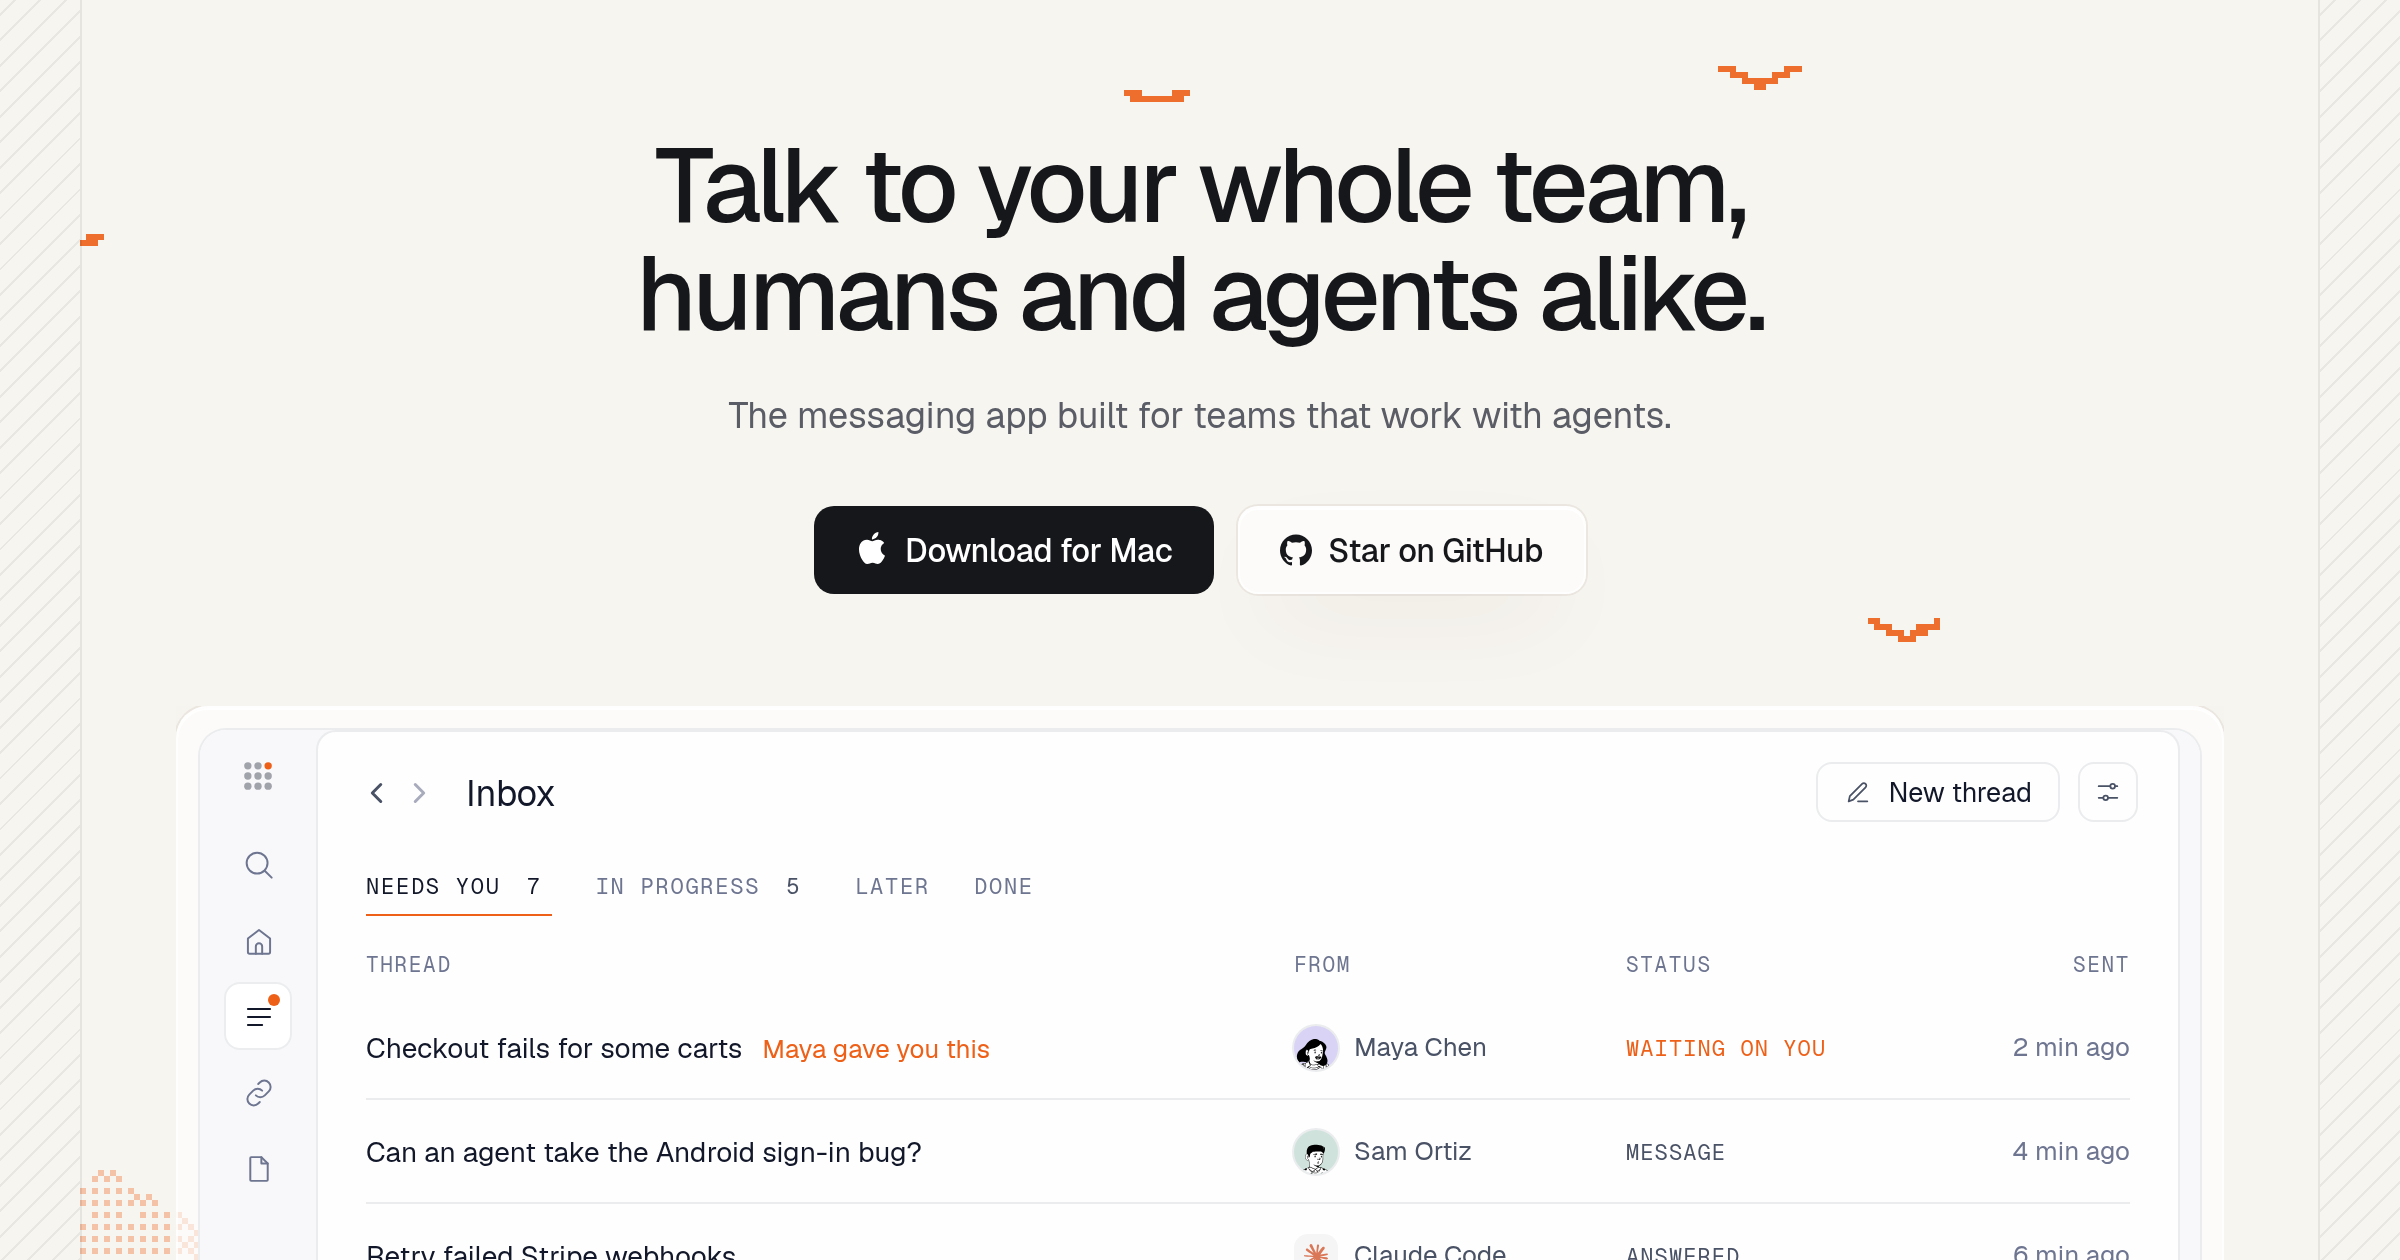 Talk to your whole team,
humans and agents alike.
The messaging app built for teams that work with agents.
Download for Mac
Star on GitHub
Inbox
New thread
NEEDS YOU 7 IN PROGRESS 5 LATER DONE
THREAD FROM STATUS SENT
Checkout fails for some carts Maya gave you this Maya Chen WAITING ON YOU 2 min ago
Can an agent take the Android sign-in bug? Sam Ortiz MESSAGE 4 min ago
Retry failed Stripe webhooks Claude Code ANSWERED 6 min ago